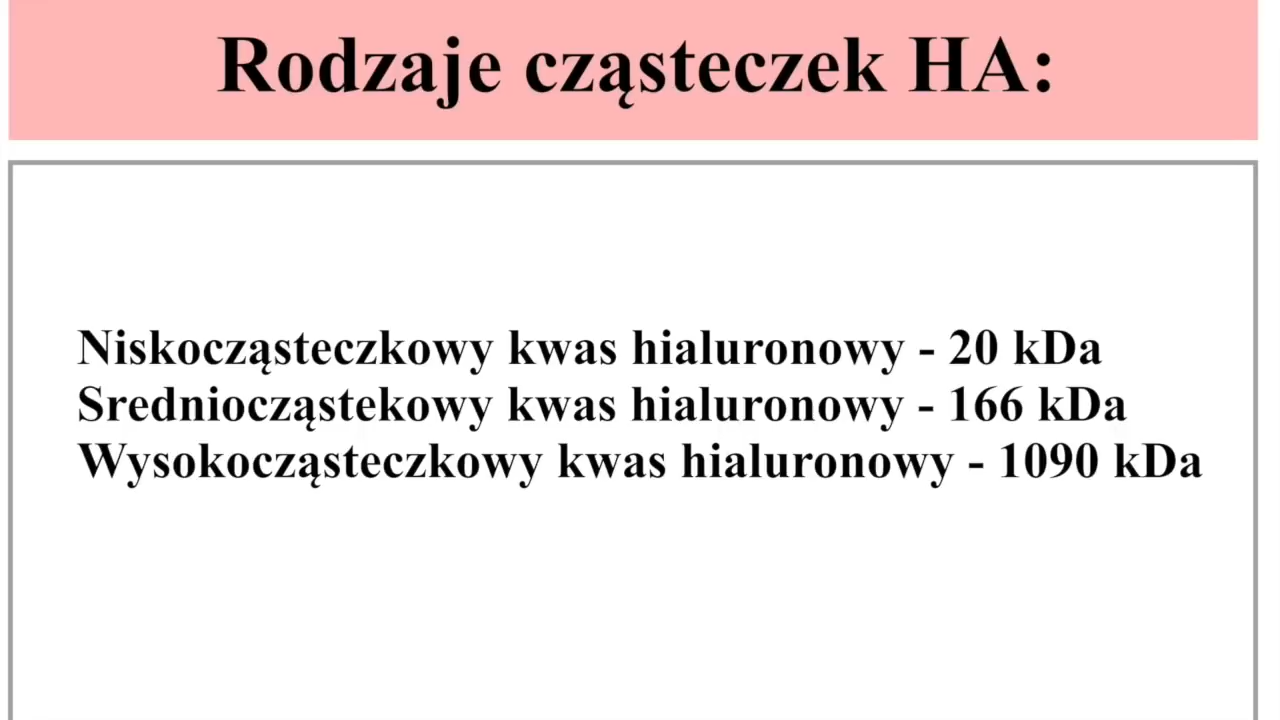 Rodzaje cząsteczek HA:
Niskocząsteczkowy kwas hialuronowy - 20 kDa
Sredniocząstekowy kwas hialuronowy - 166 kDa
Wysokocząsteczkowy kwas hialuronowy - 1090 kDa